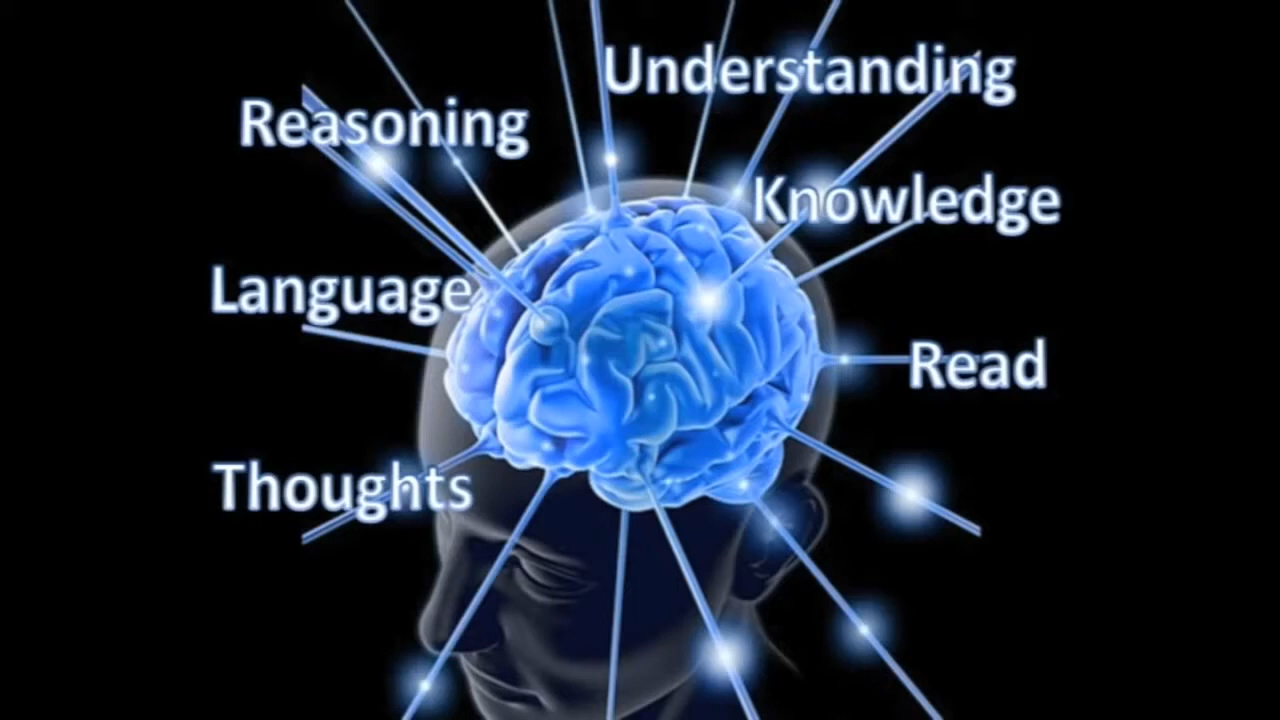 Understanding
Reasoning
Knowledge
Language
Read
Thoughts